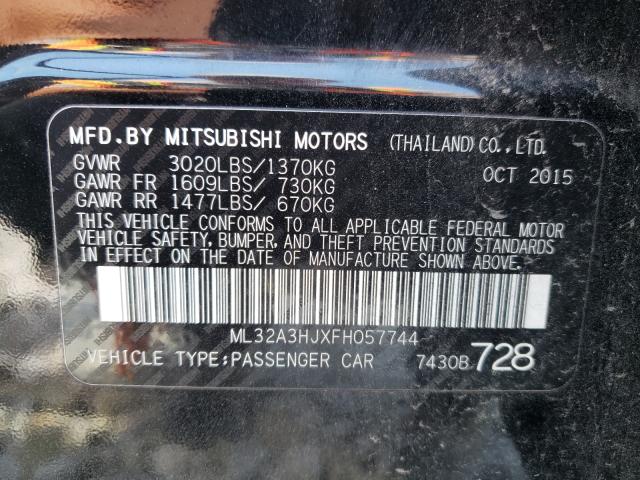 MFD.BY MITSUBISHI MOTORS (THAILAND)CO.,LTD.
GVWR 3020LBS/1370KG OCT 2015
GAWR FR 1609LBS/ 730KG
GAWR RR 1477LBS/ 670KG
THIS VEHICLE CONFORMS TO ALL APPLICABLE FEDERAL MOTOR
VEHICLE SAFETY, BUMPER, AND THEFT PREVENTION STANDARDS
IN EFFECT ON THE DATE OF MANUFACTURE SHOWN ABOVE.
ML32A3HJXFH057744
VEHICLE TYPE:PASSENGER CAR 7430B 728